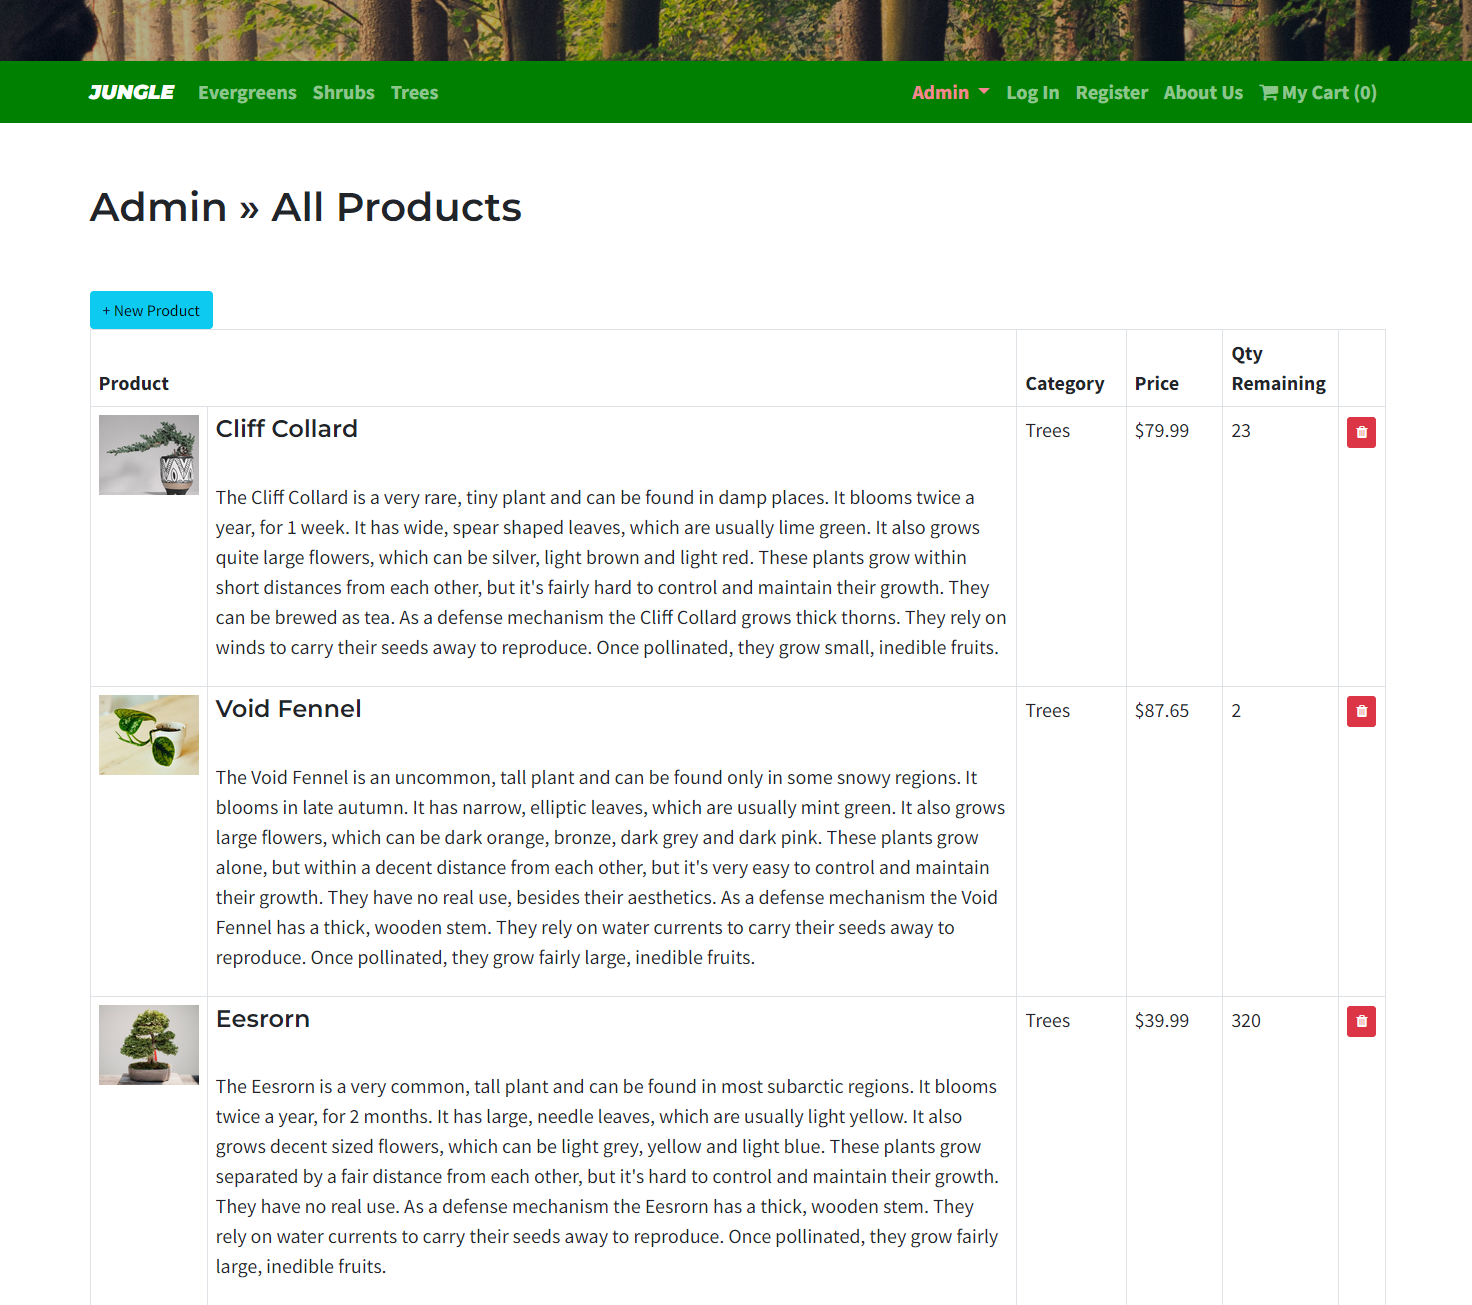 JUNGLE Evergreens Shrubs Trees Admin Log In Register About Us My Cart (0)
Admin » All Products
+ New Product
Product Category Price Qty Remaining
Cliff Collard Trees $79.99 23
The Cliff Collard is a very rare, tiny plant and can be found in damp places. It blooms twice a
year, for 1 week. It has wide, spear shaped leaves, which are usually lime green. It also grows
quite large flowers, which can be silver, light brown and light red. These plants grow within
short distances from each other, but it's fairly hard to control and maintain their growth. They
can be brewed as tea. As a defense mechanism the Cliff Collard grows thick thorns. They rely on
winds to carry their seeds away to reproduce. Once pollinated, they grow small, inedible fruits.
Void Fennel Trees $87.65 2
The Void Fennel is an uncommon, tall plant and can be found only in some snowy regions. It
blooms in late autumn. It has narrow, elliptic leaves, which are usually mint green. It also grows
large flowers, which can be dark orange, bronze, dark grey and dark pink. These plants grow
alone, but within a decent distance from each other, but it's very easy to control and maintain
their growth. They have no real use, besides their aesthetics. As a defense mechanism the Void
Fennel has a thick, wooden stem. They rely on water currents to carry their seeds away to
reproduce. Once pollinated, they grow fairly large, inedible fruits.
Eesrorn Trees $39.99 320
The Eesrorn is a very common, tall plant and can be found in most subarctic regions. It blooms
twice a year, for 2 months. It has large, needle leaves, which are usually light yellow. It also
grows decent sized flowers, which can be light grey, yellow and light blue. These plants grow
separated by a fair distance from each other, but it's hard to control and maintain their growth.
They have no real use. As a defense mechanism the Eesrorn has a thick, wooden stem. They
rely on water currents to carry their seeds away to reproduce. Once pollinated, they grow fairly
large, inedible fruits.